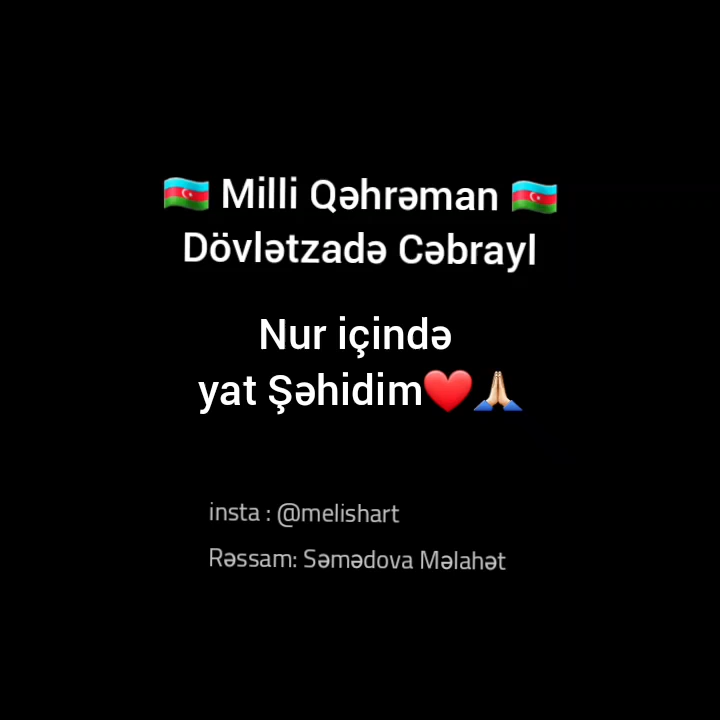 🇦🇿 Milli Qəhrəman 🇦🇿
Dövlətzadə Cəbrayl
Nur içində
yat Şəhidim❤️🙏🏻
insta : @melishart
Rəssam: Səmədova Məlahət